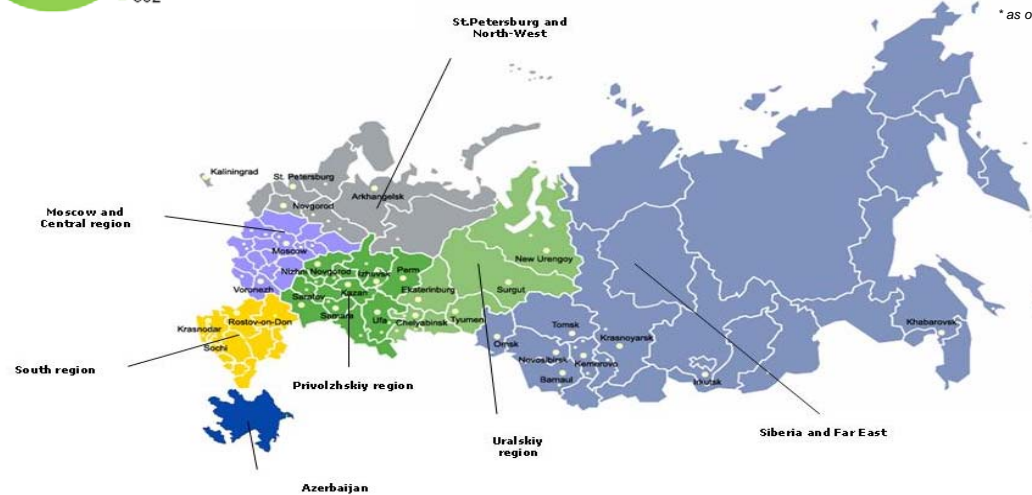 * as o
St.Petersburg and
North-West
Kaliningrad
St. Petersburg
Arkhangelsk
Novgorod
Moscow and
Central region
Moscow
New Urengoy
Nizhni Novgorod
Izhevsk
Perm
Voronezh
Kazan
Ekaterinburg
Surgut
Saratov
Samara
Ufa
Chelyabinsk
Tyumen
Krasnodar
Rostov-on-Don
Sochi
Omsk
Tomsk
Krasnoyarsk
Khabarovsk
Novosibirsk
Kemerovo
Barnaul
Irkutsk
South region
Privolzhskiy region
Uralskiy
region
Siberia and Far East
Azerbaijan